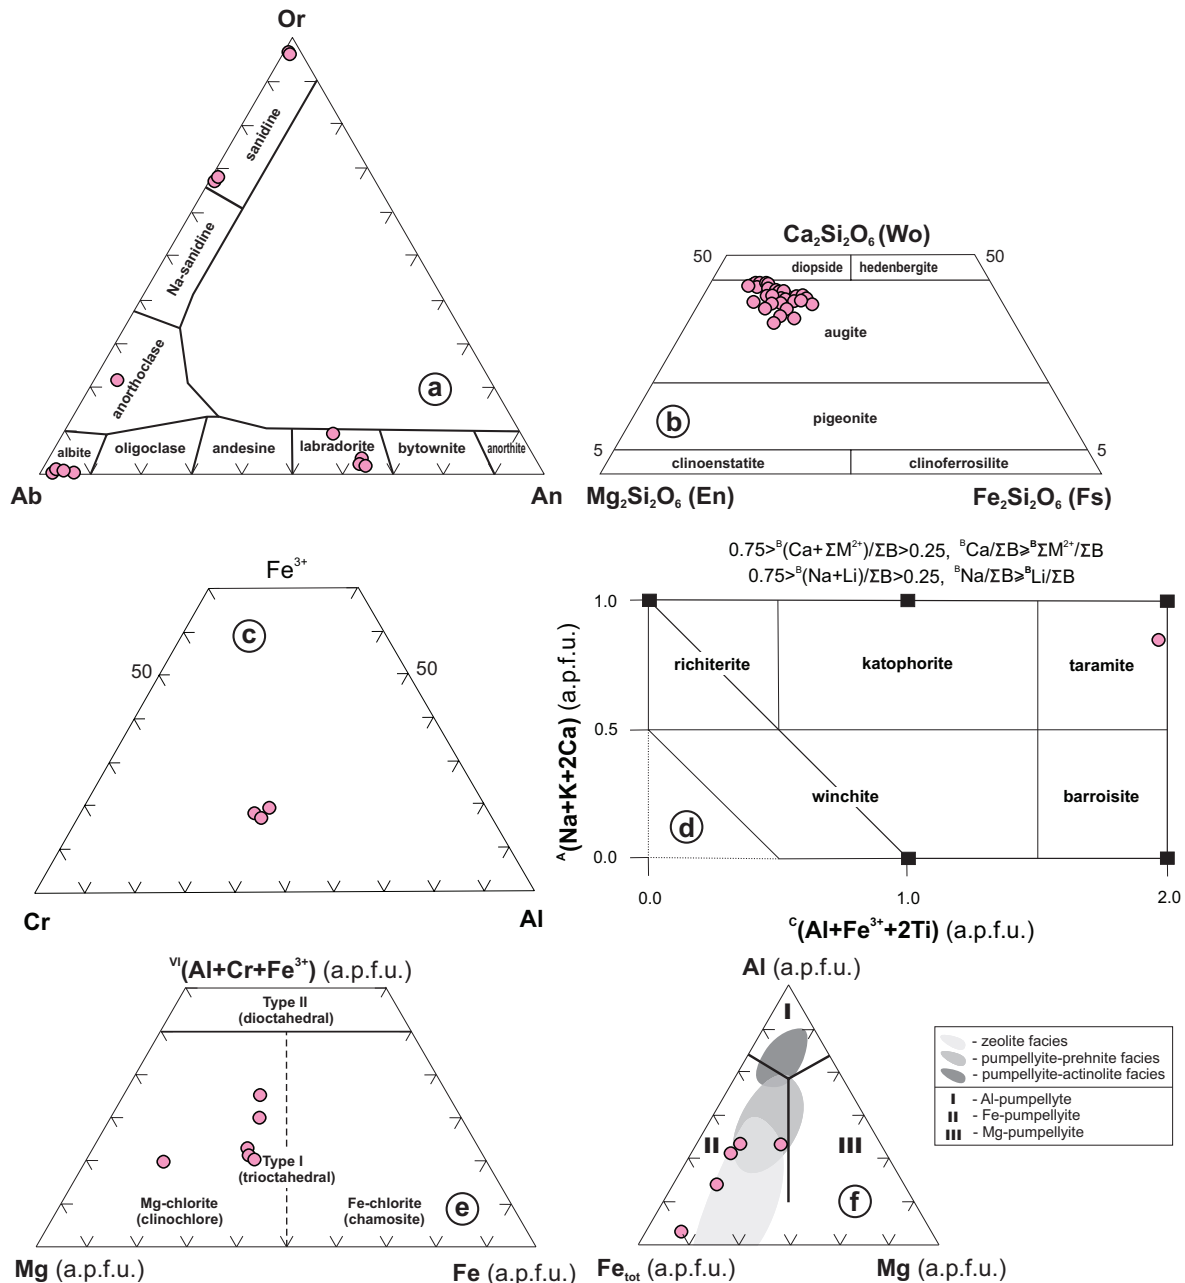 Or
sanidine
Na-sanidine
anorthoclase
a
albite
oligoclase
andesine
labradorite
bytownite
anorthite
Ab
An
Ca₂Si₂O₆ (Wo)
50
50
diopside
hedenbergite
augite
b
pigeonite
5
5
clinoenstatite
clinoferrosilite
Mg₂Si₂O₆ (En)
Fe₂Si₂O₆ (Fs)
Fe³⁺
c
50
50
Cr
Al
0.75>ᴮ(Ca+ΣM²⁺)/ΣB>0.25, ᴮCa/ΣB≥ᴮΣM²⁺/ΣB
0.75>ᴮ(Na+Li)/ΣB>0.25, ᴮNa/ΣB≥ᴮLi/ΣB
ᴬ(Na+K+2Ca) (a.p.f.u.)
1.0
richiterite
katophorite
taramite
0.5
winchite
barroisite
d
0.0
0.0
1.0
2.0
ᶜ(Al+Fe³⁺+2Ti) (a.p.f.u.)
ⱽᴵ(Al+Cr+Fe³⁺) (a.p.f.u.)
Type II
(dioctahedral)
Type I
(trioctahedral)
Mg-chlorite
(clinochlore)
Fe-chlorite
(chamosite)
e
Mg (a.p.f.u.)
Fe (a.p.f.u.)
Al (a.p.f.u.)
I
II
III
f
Fetot (a.p.f.u.)
Mg (a.p.f.u.)
- zeolite facies
- pumpellyite-prehnite facies
- pumpellyite-actinolite facies
I - Al-pumpellyte
II - Fe-pumpellyite
III - Mg-pumpellyite